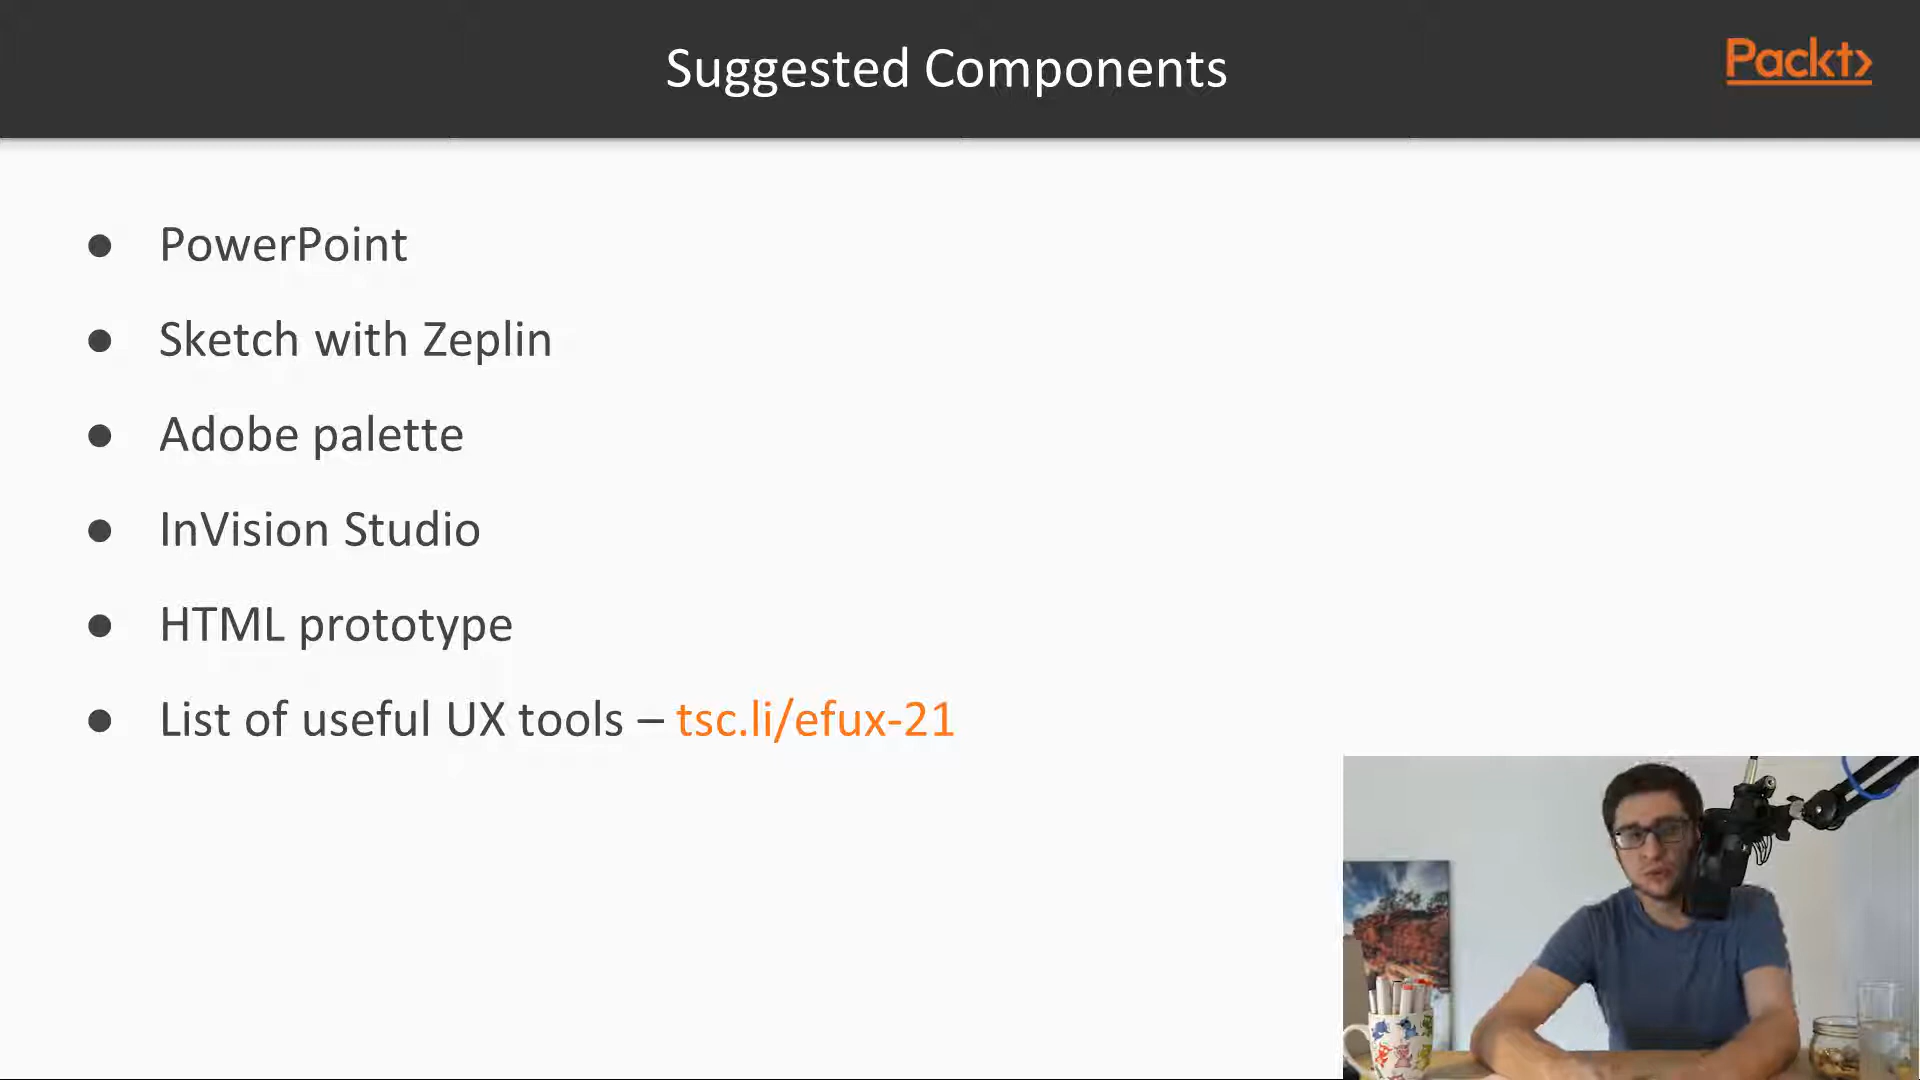 Suggested Components
Packt>
● PowerPoint
● Sketch with Zeplin
● Adobe palette
● InVision Studio
● HTML prototype
● List of useful UX tools – tsc.li/efux-21